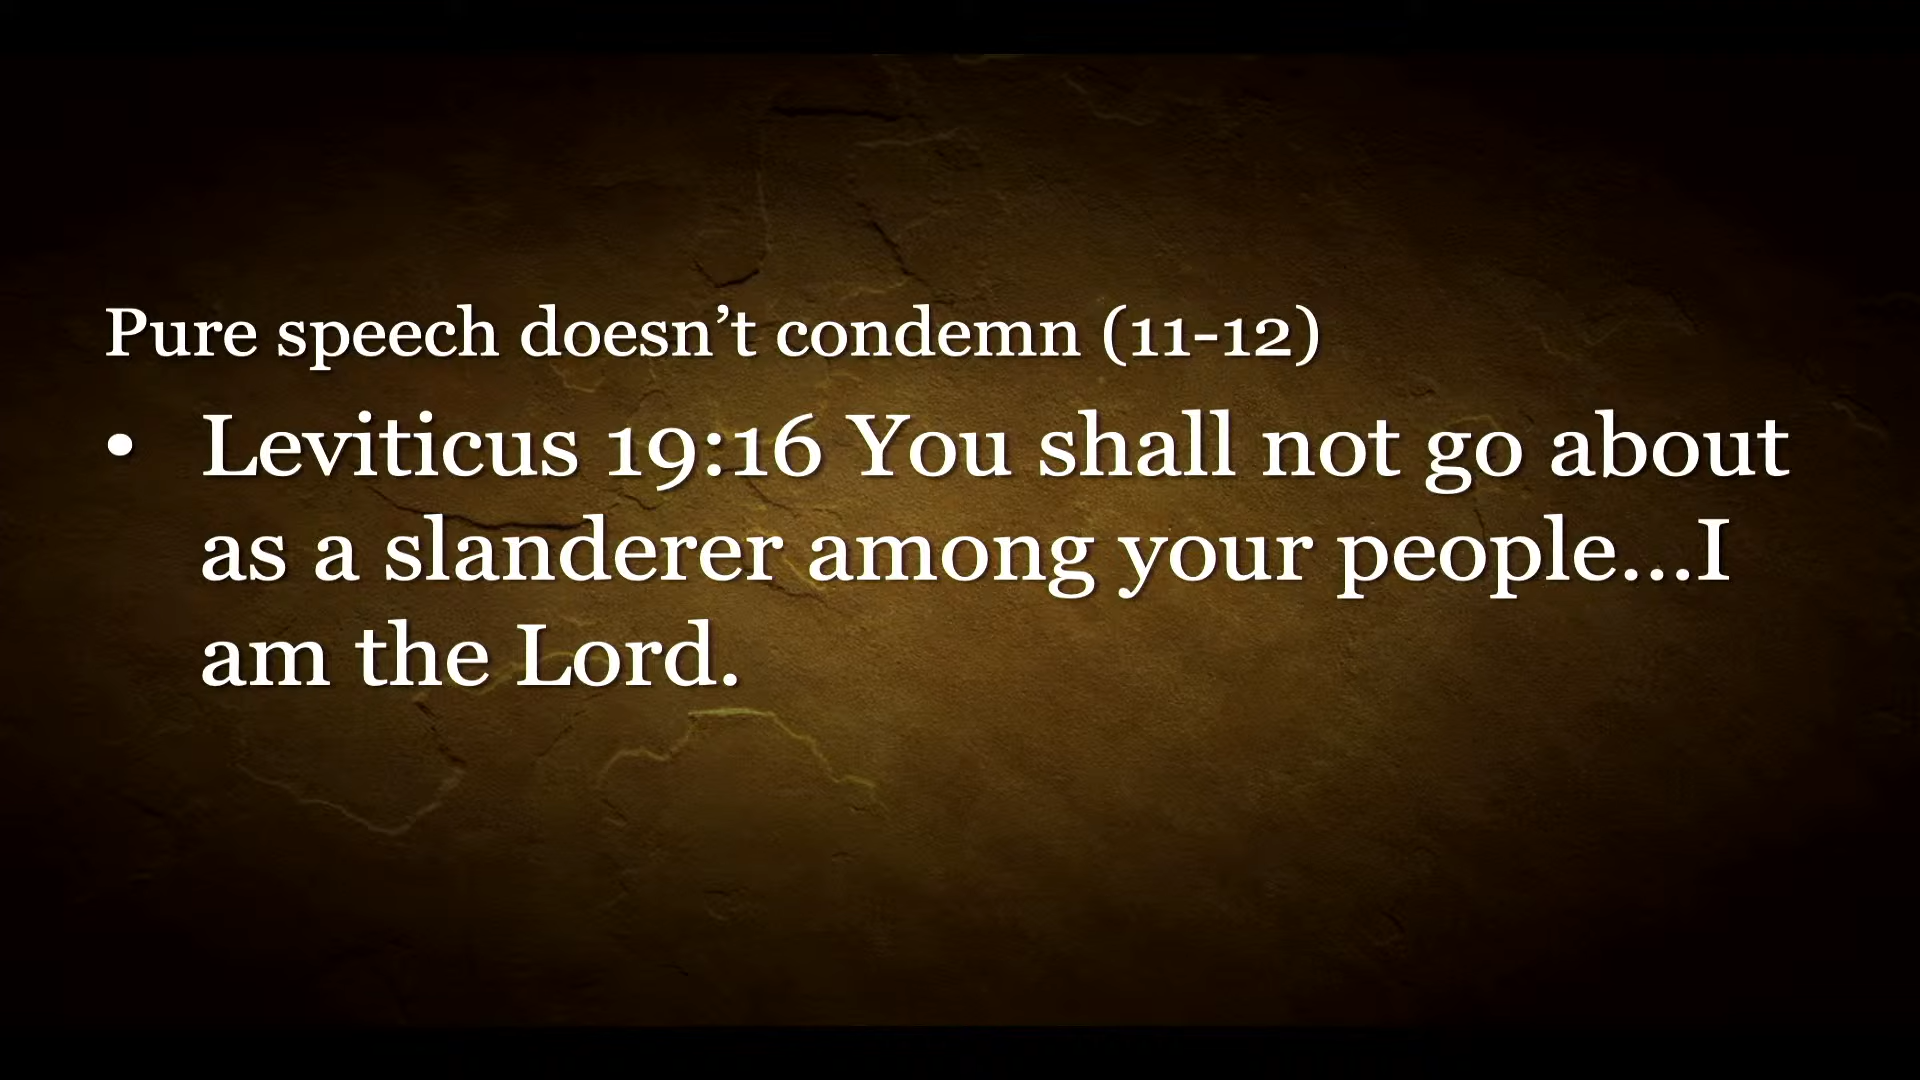 Pure speech doesn’t condemn (11-12)
• Leviticus 19:16 You shall not go about
as a slanderer among your people...I
am the Lord.